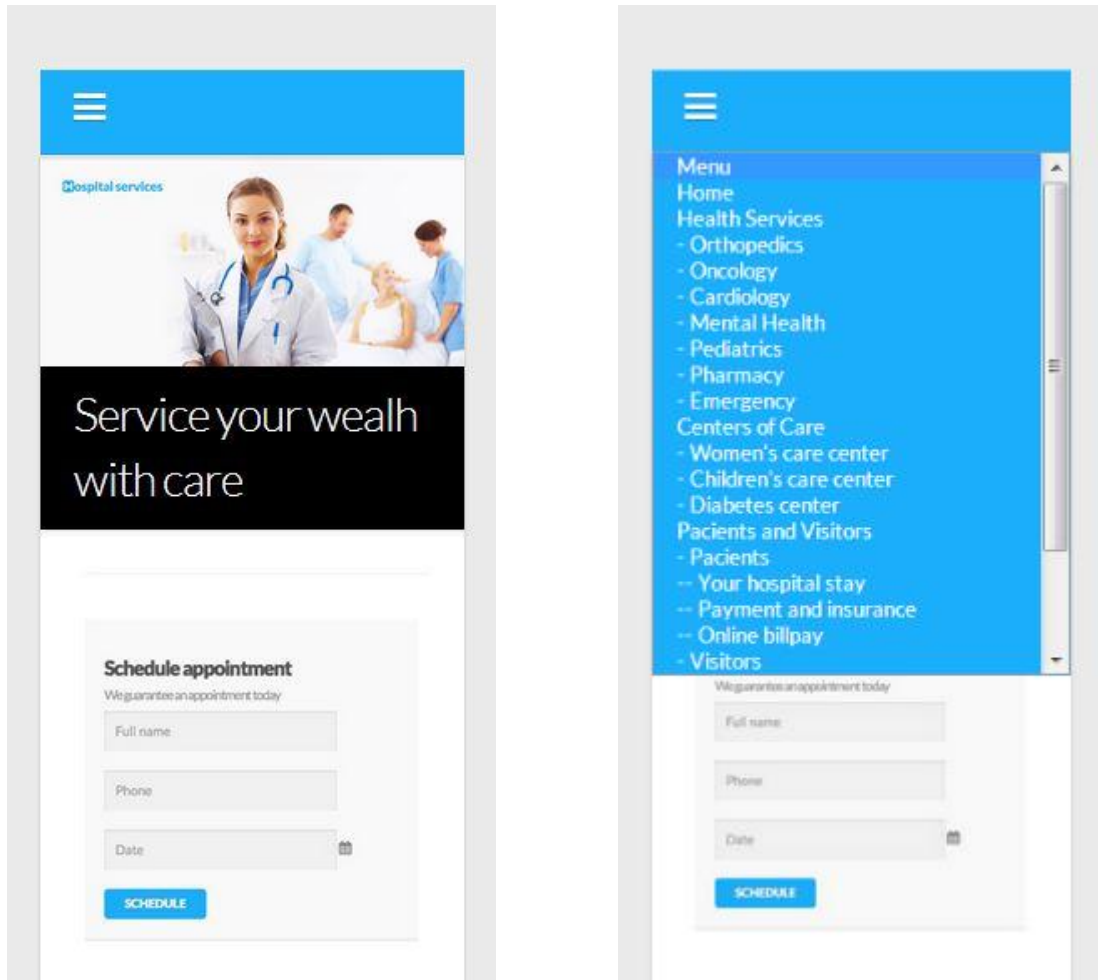 Hospital services
Service your wealh
with care
Schedule appointment
We guarantee an appointment today
Full name
Phone
Date
SCHEDULE
Menu
Home
Health Services
- Orthopedics
- Oncology
- Cardiology
- Mental Health
- Pediatrics
- Pharmacy
- Emergency
Centers of Care
- Women's care center
- Children's care center
- Diabetes center
Pacients and Visitors
- Pacients
-- Your hospital stay
-- Payment and insurance
-- Online billpay
- Visitors
We guarantee an appointment today
Full name
Phone
Date
SCHEDULE